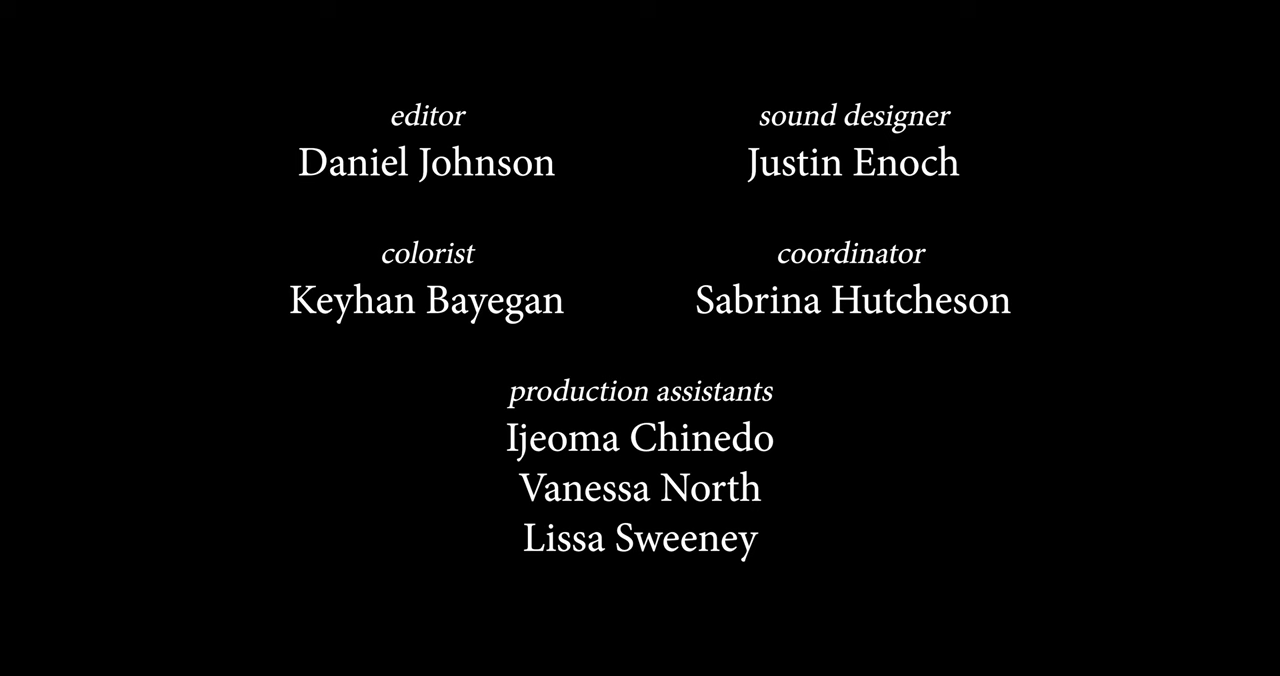 editor
Daniel Johnson
sound designer
Justin Enoch
colorist
Keyhan Bayegan
coordinator
Sabrina Hutcheson
production assistants
Ijeoma Chinedo
Vanessa North
Lissa Sweeney